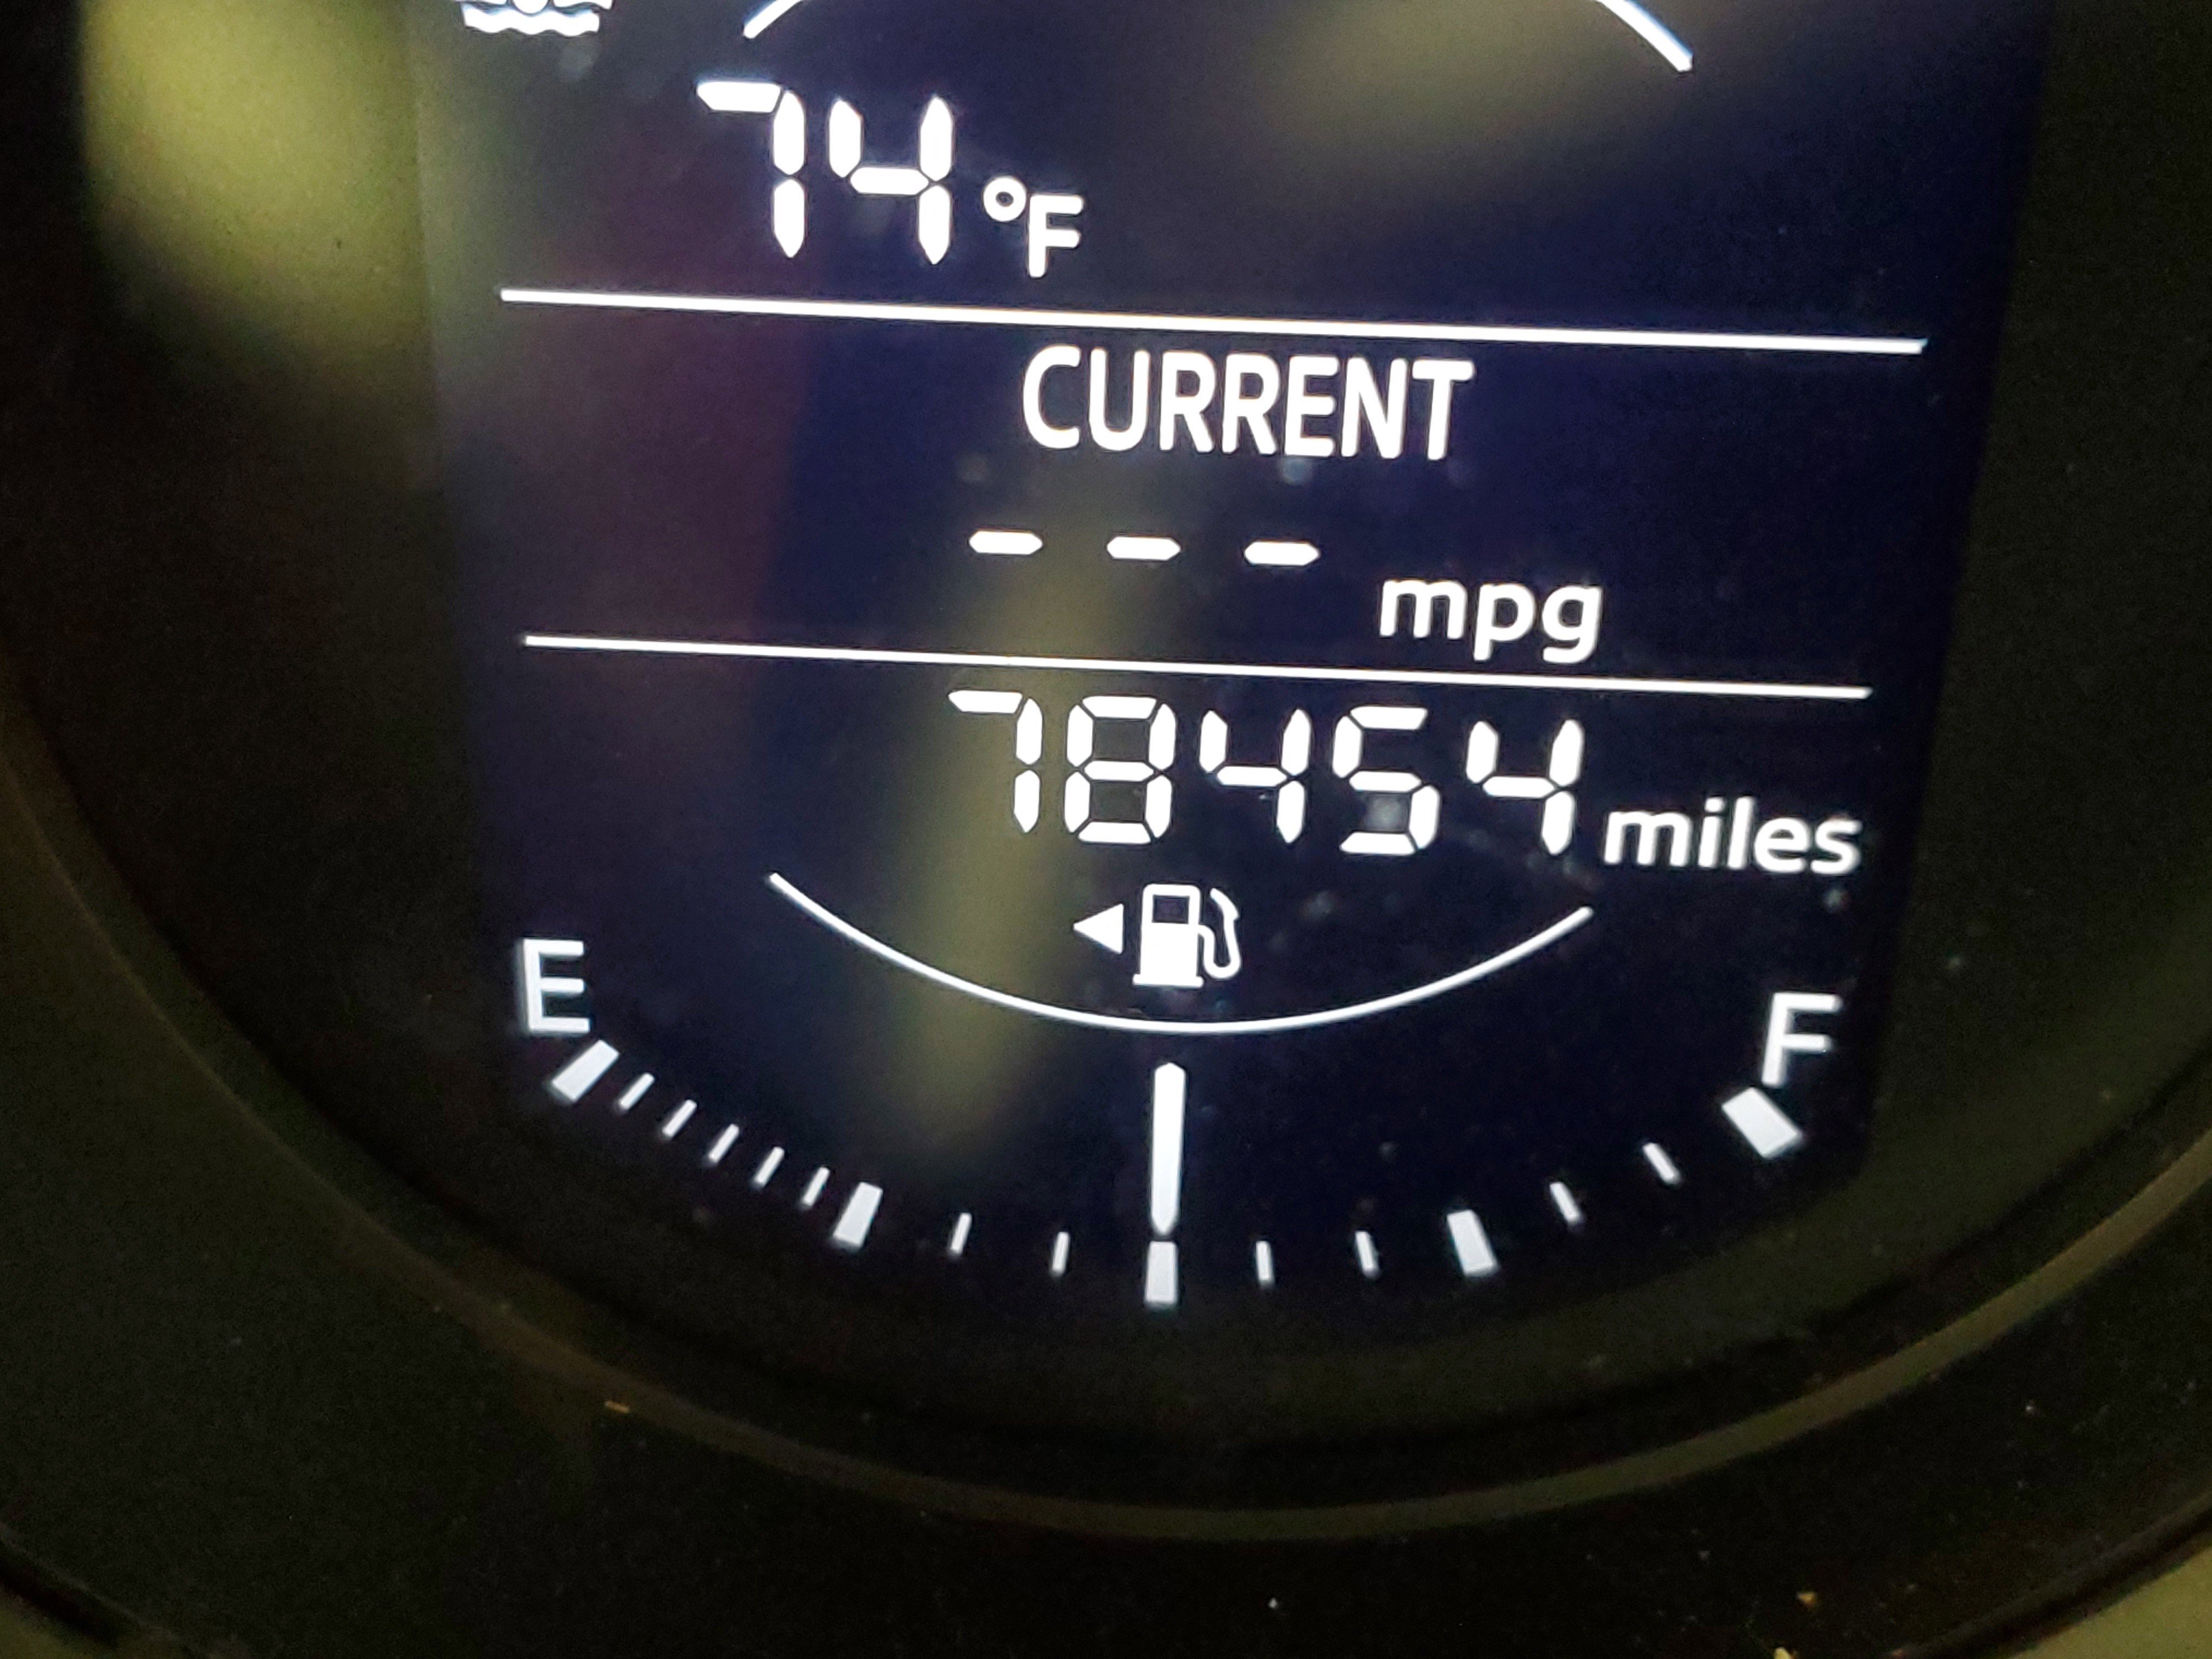 74 °F
CURRENT
--- mpg
78454 miles
E
F